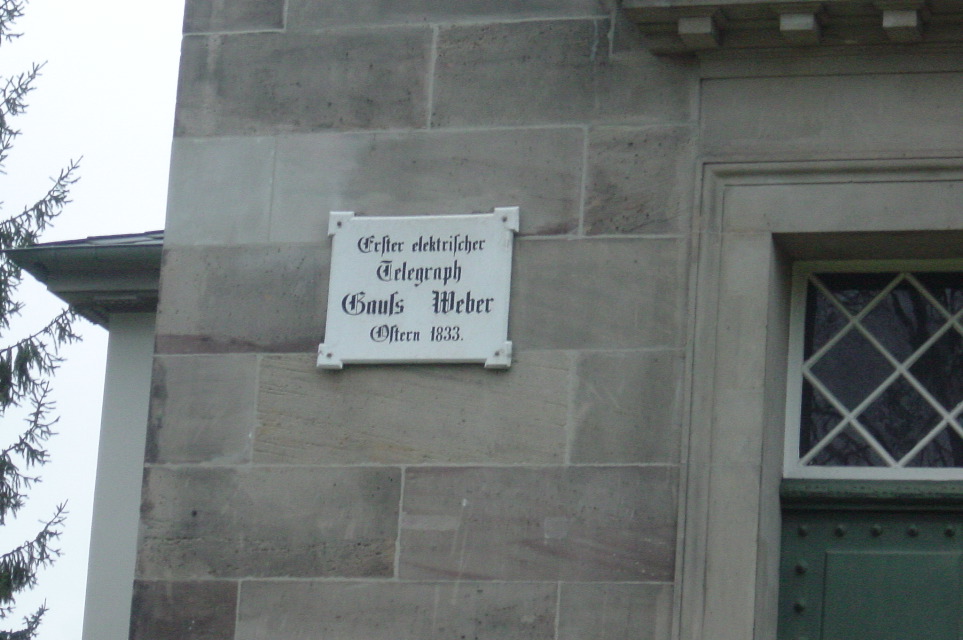 Erſter elektriſcher
Telegraph
Gauſs Weber
Oſtern 1833.